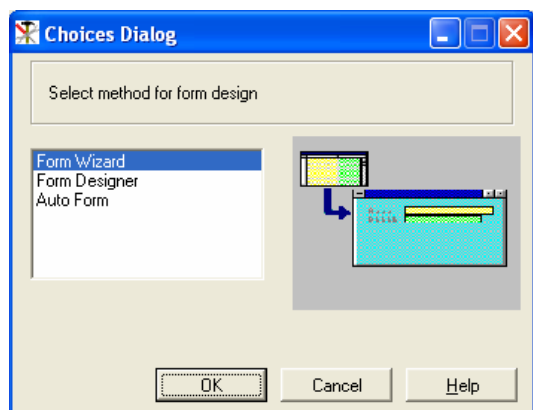 Choices Dialog
Select method for form design
Form Wizard
Form Designer
Auto Form
OK
Cancel
Help